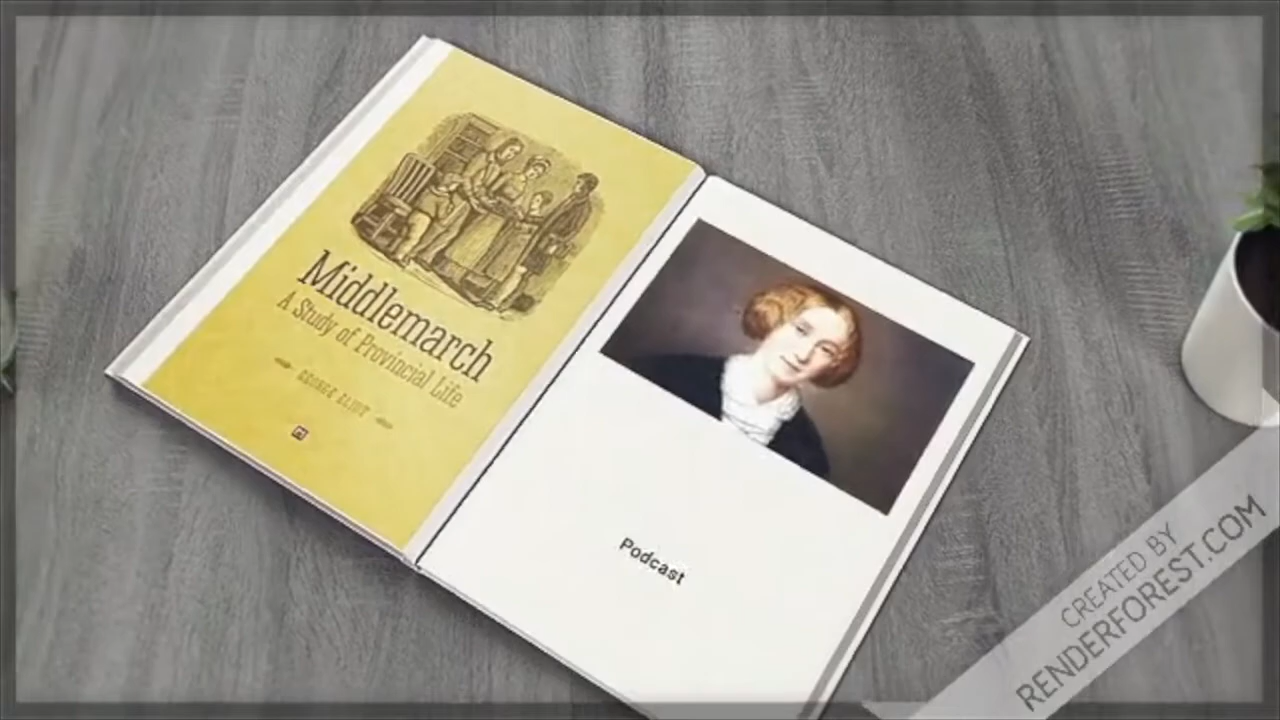 Middlemarch
A Study of Provincial Life
GEORGE ELIOT
Podcast
CREATED BY
RENDERFOREST.COM